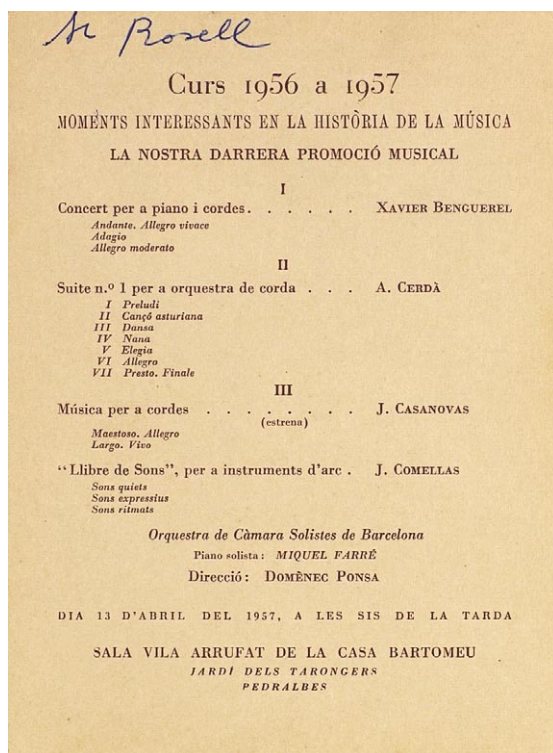 Sr Rosell
Curs 1956 a 1957
MOMENTS INTERESSANTS EN LA HISTÒRIA DE LA MÚSICA
LA NOSTRA DARRERA PROMOCIÓ MUSICAL
I
Concert per a piano i cordes . . . . . . XAVIER BENGUEREL
Andante. Allegro vivace
Adagio
Allegro moderato
II
Suite n.º 1 per a orquestra de corda . . . A. CERDÀ
I Preludi
II Cançó asturiana
III Dansa
IV Nana
V Elegia
VI Allegro
VII Presto. Finale
III
Música per a cordes . . . . . . . . J. CASANOVAS
(estrena)
Maestoso. Allegro
Largo. Vivo
“Llibre de Sons”, per a instruments d’arc . J. COMELLAS
Sons quiets
Sons expressius
Sons ritmats
Orquestra de Càmara Solistes de Barcelona
Piano solista: MIQUEL FARRÉ
Direcció: DOMÈNEC PONSA
DIA 13 D’ABRIL DEL 1957, A LES SIS DE LA TARDA
SALA VILA ARRUFAT DE LA CASA BARTOMEU
JARDÍ DELS TARONGERS
PEDRALBES